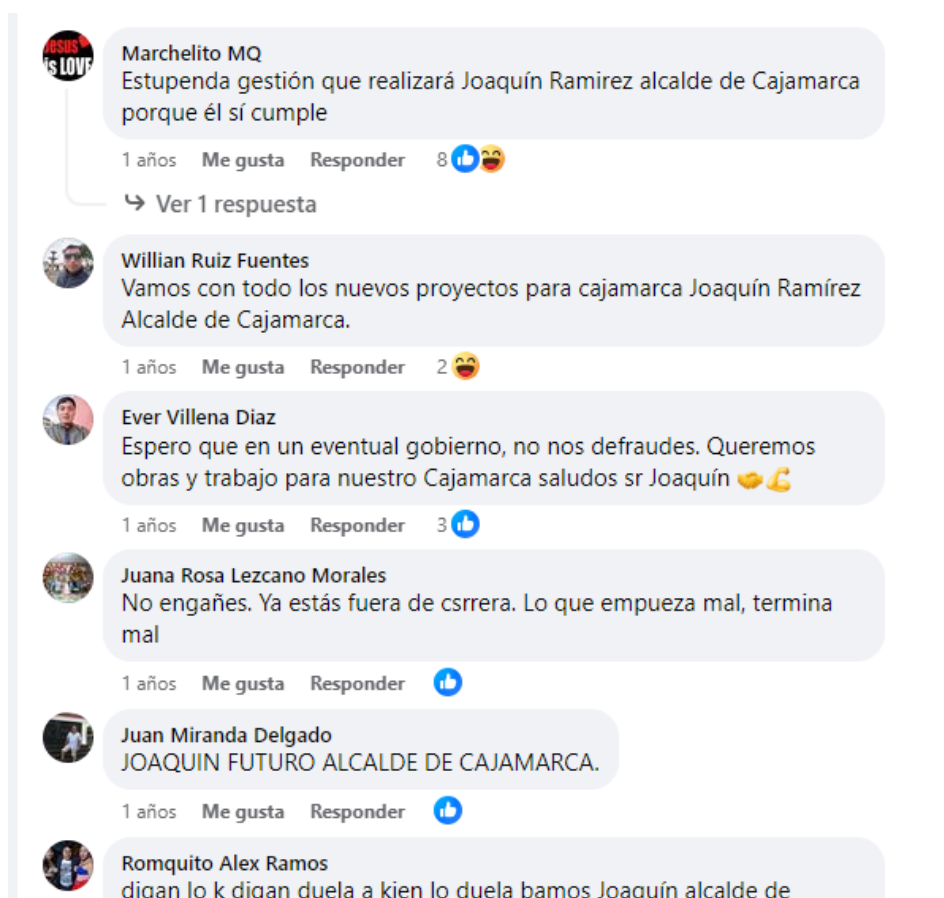 Jesus
is LOVE
Marchelito MQ
Estupenda gestión que realizará Joaquín Ramirez alcalde de Cajamarca
porque él sí cumple
1 años Me gusta Responder 8
Ver 1 respuesta
Willian Ruiz Fuentes
Vamos con todo los nuevos proyectos para cajamarca Joaquín Ramírez
Alcalde de Cajamarca.
1 años Me gusta Responder 2
Ever Villena Diaz
Espero que en un eventual gobierno, no nos defraudes. Queremos
obras y trabajo para nuestro Cajamarca saludos sr Joaquín 🤝💪
1 años Me gusta Responder 3
Juana Rosa Lezcano Morales
No engañes. Ya estás fuera de csrrera. Lo que empueza mal, termina
mal
1 años Me gusta Responder
Juan Miranda Delgado
JOAQUIN FUTURO ALCALDE DE CAJAMARCA.
1 años Me gusta Responder
Romquito Alex Ramos
digan lo k digan duela a kien lo duela bamos Joaquín alcalde de